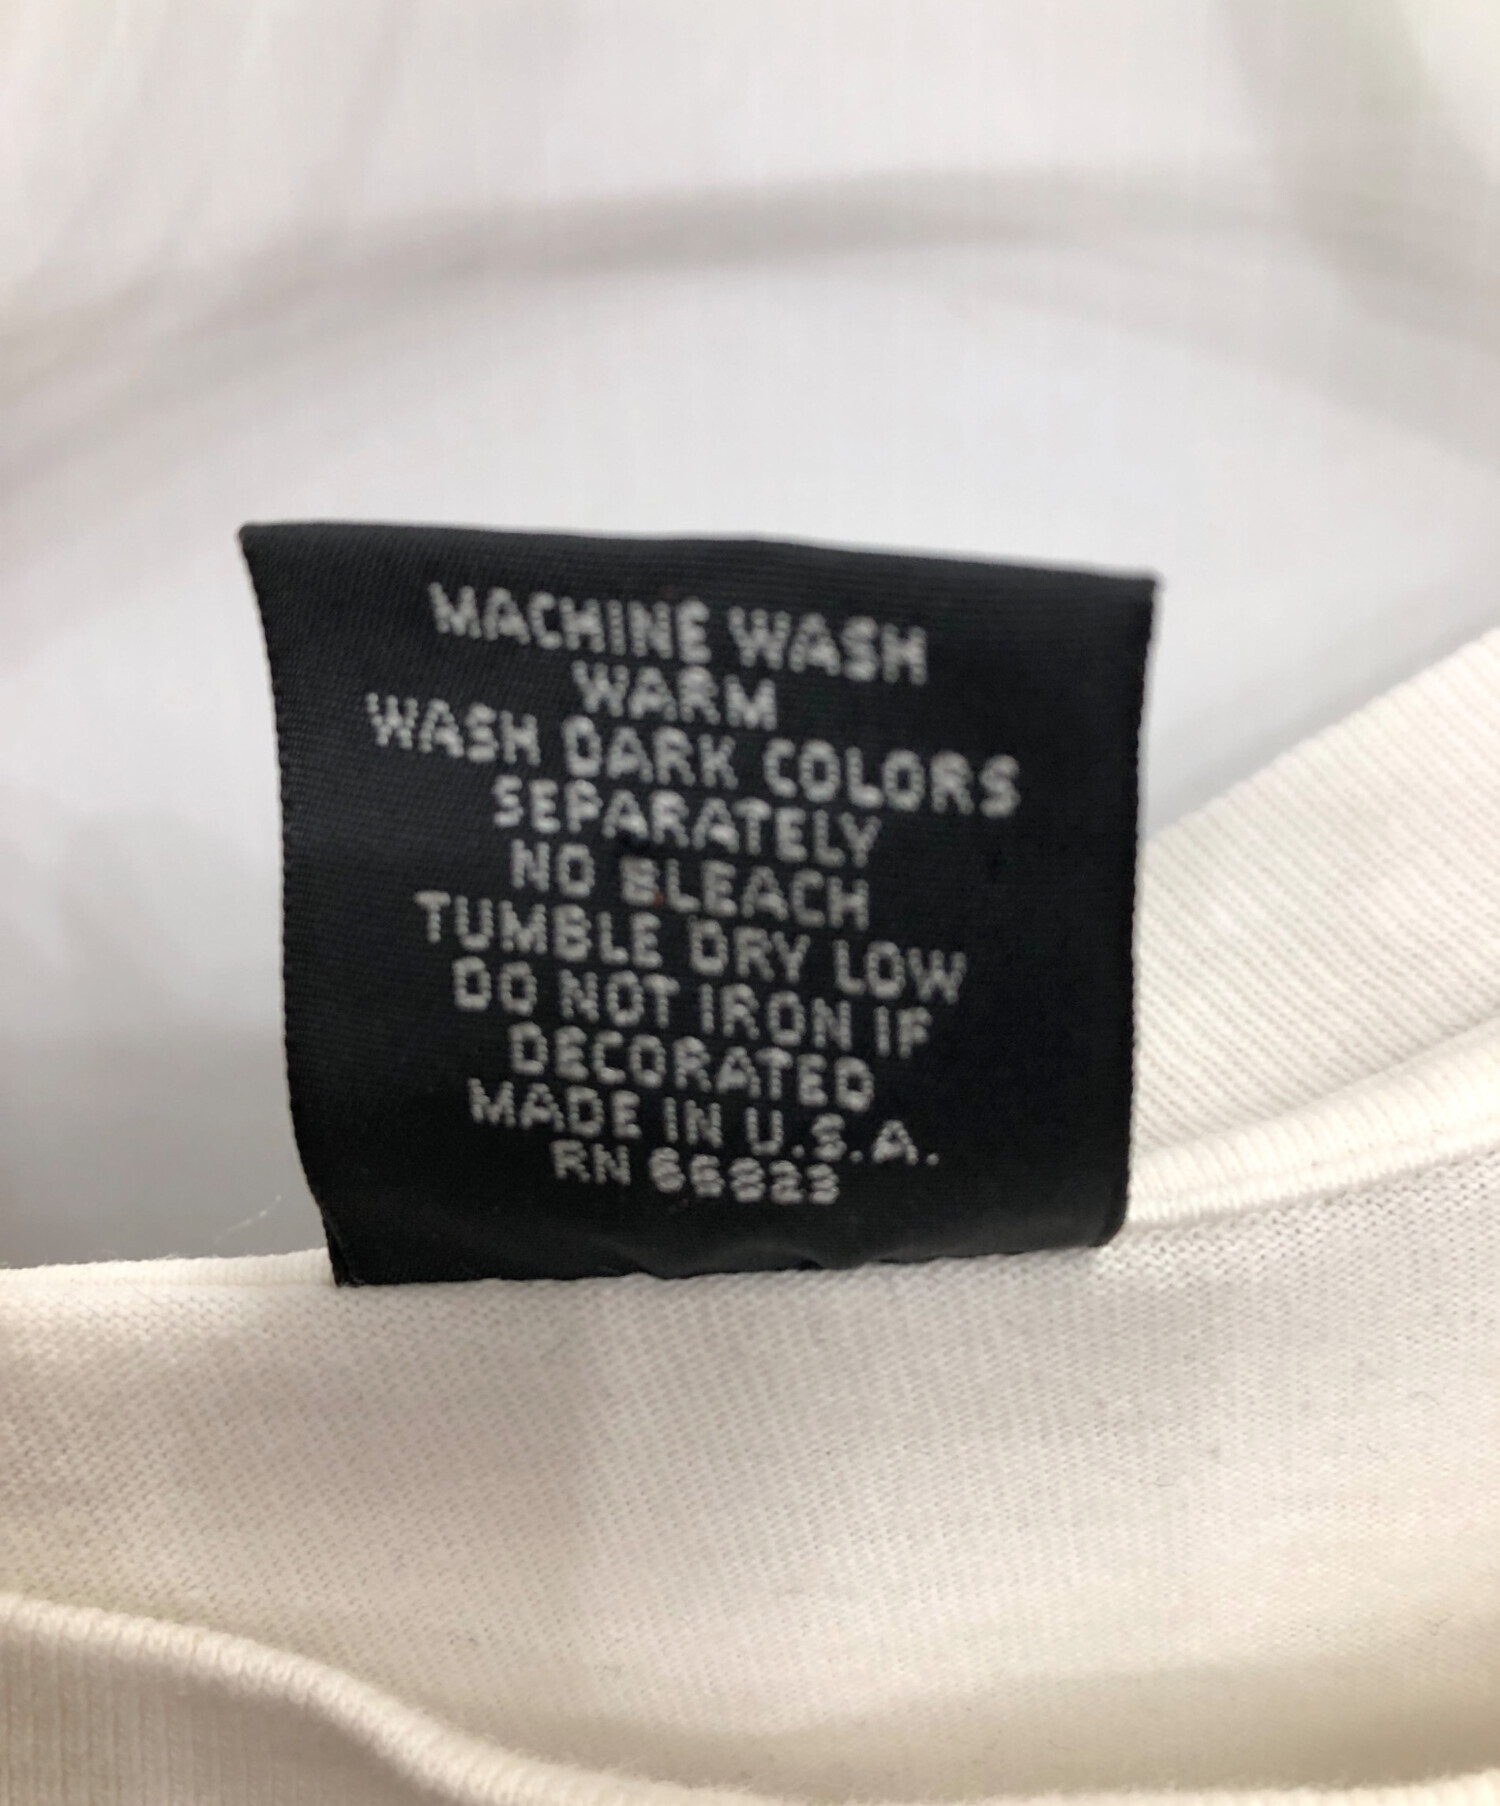 MACHINE WASH
WARM
WASH DARK COLORS
SEPARATELY
NO BLEACH
TUMBLE DRY LOW
DO NOT IRON IF
DECORATED
MADE IN U.S.A.
RN